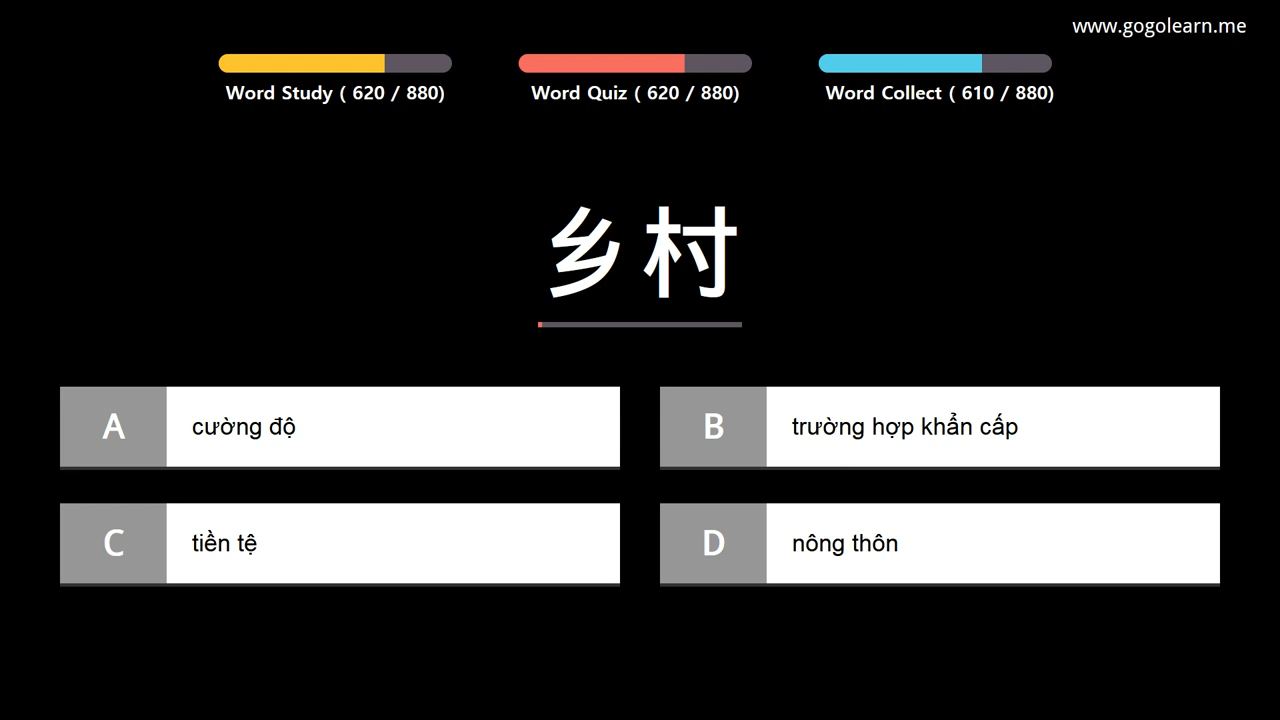 www.gogolearn.me
Word Study ( 620 / 880)
Word Quiz ( 620 / 880)
Word Collect ( 610 / 880)
乡村
A
cường độ
B
trường hợp khẩn cấp
C
tiền tệ
D
nông thôn